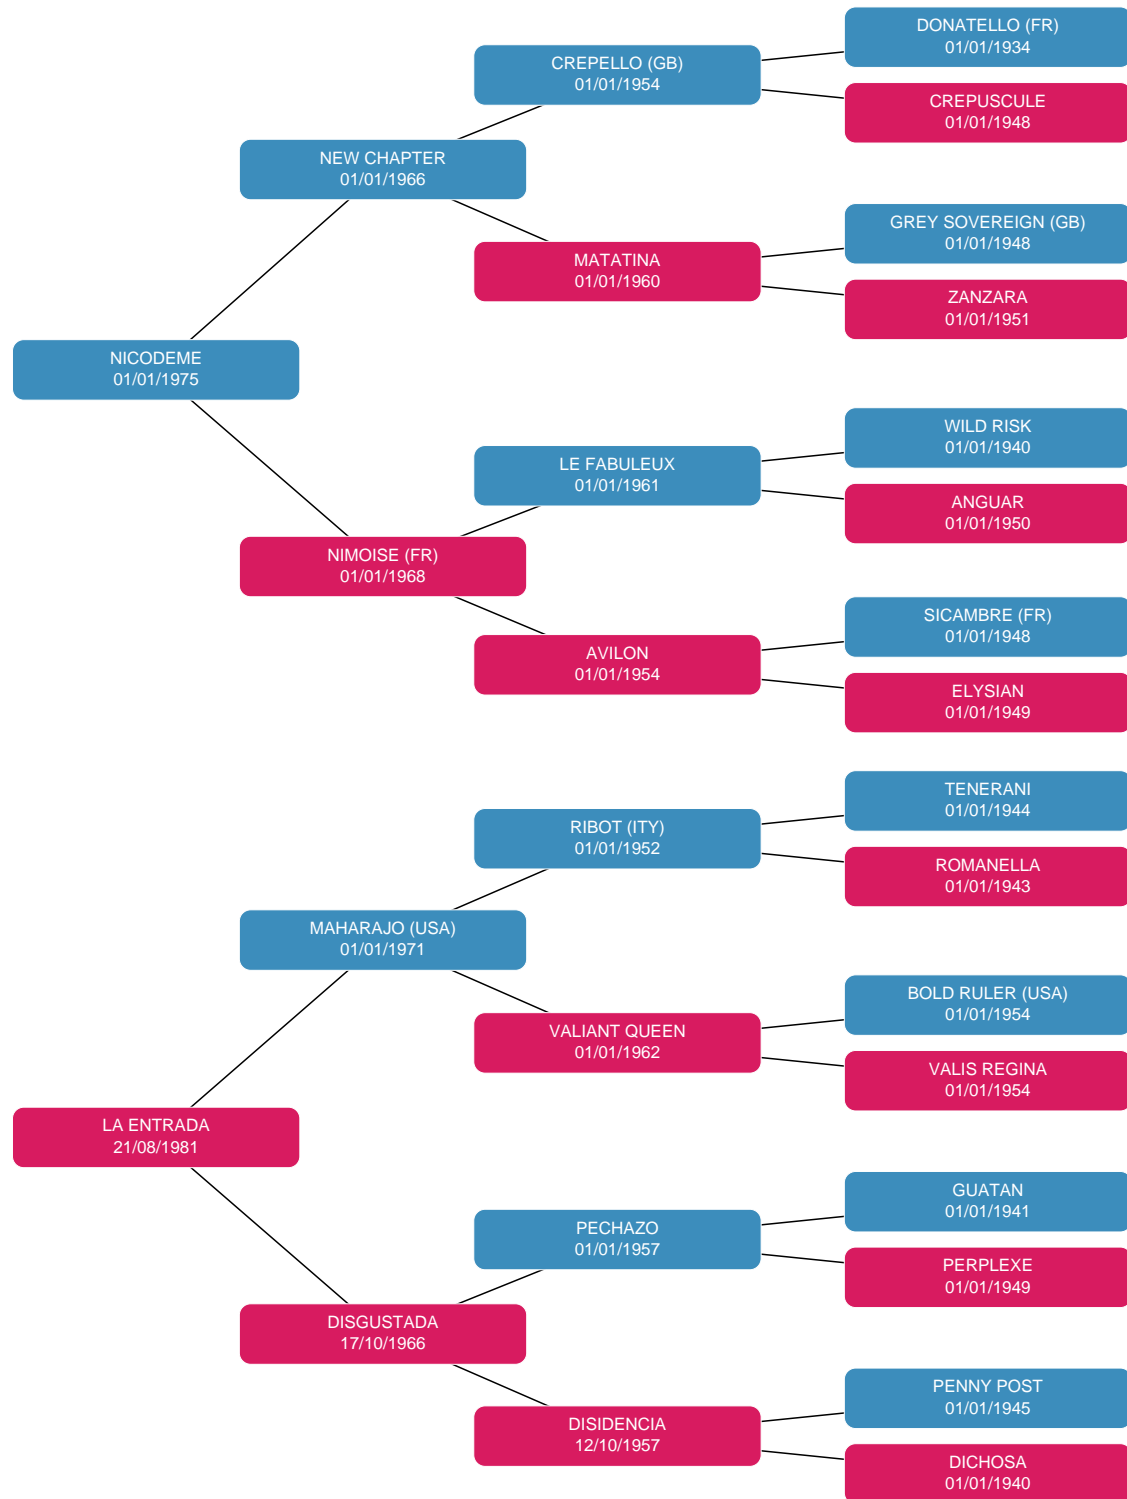 DONATELLO (FR)
01/01/1934
CREPELLO (GB)
01/01/1954
CREPUSCULE
01/01/1948
NEW CHAPTER
01/01/1966
GREY SOVEREIGN (GB)
01/01/1948
MATATINA
01/01/1960
ZANZARA
01/01/1951
NICODEME
01/01/1975
WILD RISK
01/01/1940
LE FABULEUX
01/01/1961
ANGUAR
01/01/1950
NIMOISE (FR)
01/01/1968
SICAMBRE (FR)
01/01/1948
AVILON
01/01/1954
ELYSIAN
01/01/1949
TENERANI
01/01/1944
RIBOT (ITY)
01/01/1952
ROMANELLA
01/01/1943
MAHARAJO (USA)
01/01/1971
BOLD RULER (USA)
01/01/1954
VALIANT QUEEN
01/01/1962
VALIS REGINA
01/01/1954
LA ENTRADA
21/08/1981
GUATAN
01/01/1941
PECHAZO
01/01/1957
PERPLEXE
01/01/1949
DISGUSTADA
17/10/1966
PENNY POST
01/01/1945
DISIDENCIA
12/10/1957
DICHOSA
01/01/1940